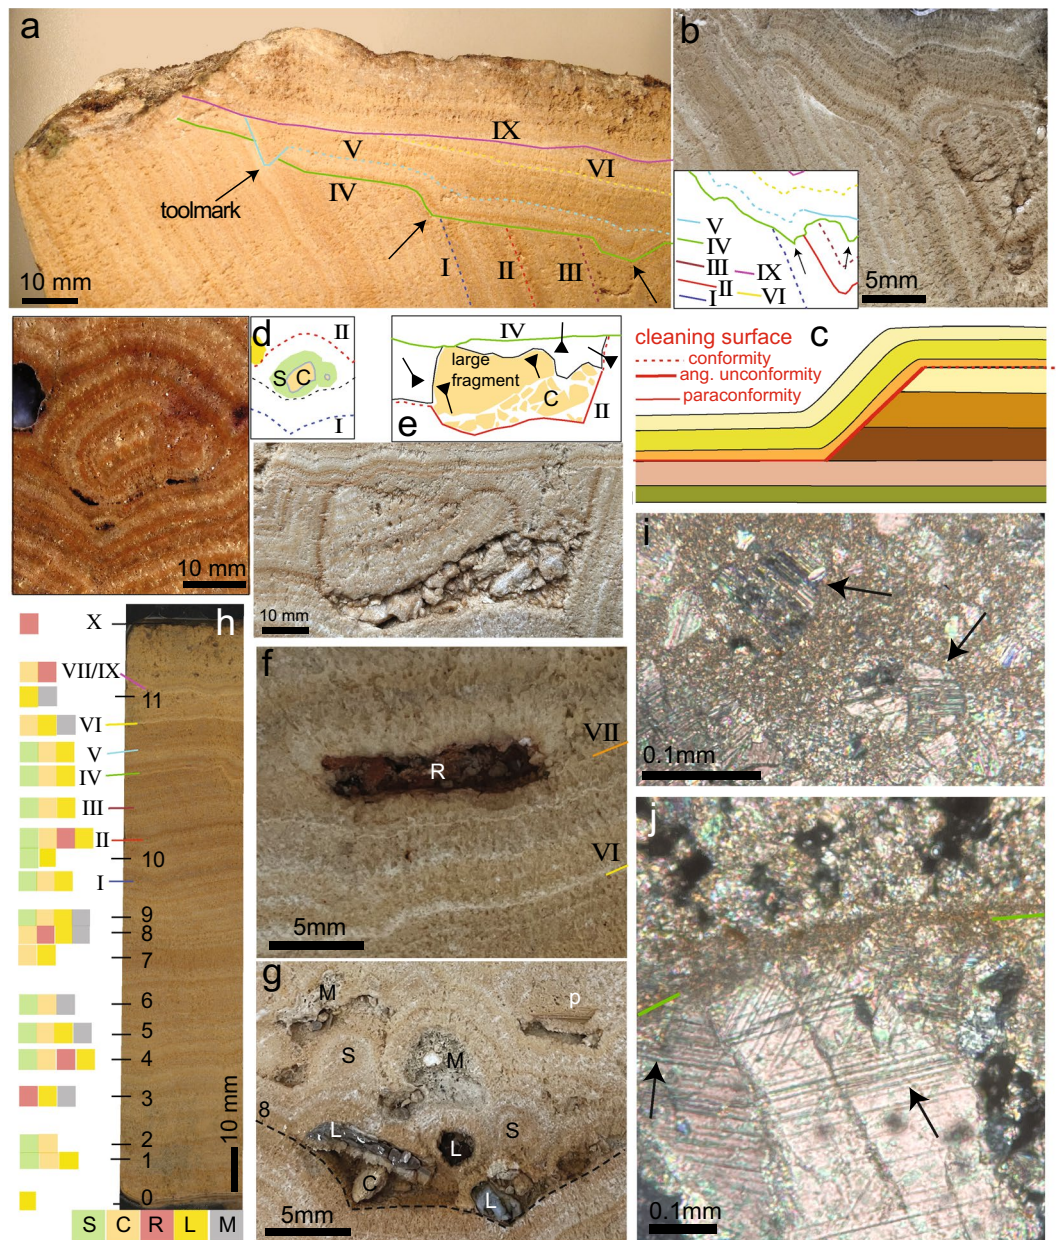 a
IX
V
VI
IV
toolmark
I
II
III
10 mm
b
V
IV
III
IX
II
I
VI
5mm
d
II
S
C
I
10 mm
IV
large
fragment
C
II
e
10 mm
cleaning surface
c
conformity
ang. unconformity
paraconformity
i
0.1mm
h
X
VII/IX
11
VI
V
IV
III
II
10
I
9
8
7
6
5
4
3
2
1
0
10 mm
S C R L M
f
VII
R
VI
5mm
g
M
p
S
M
8
L
L
S
C
L
5mm
j
0.1mm